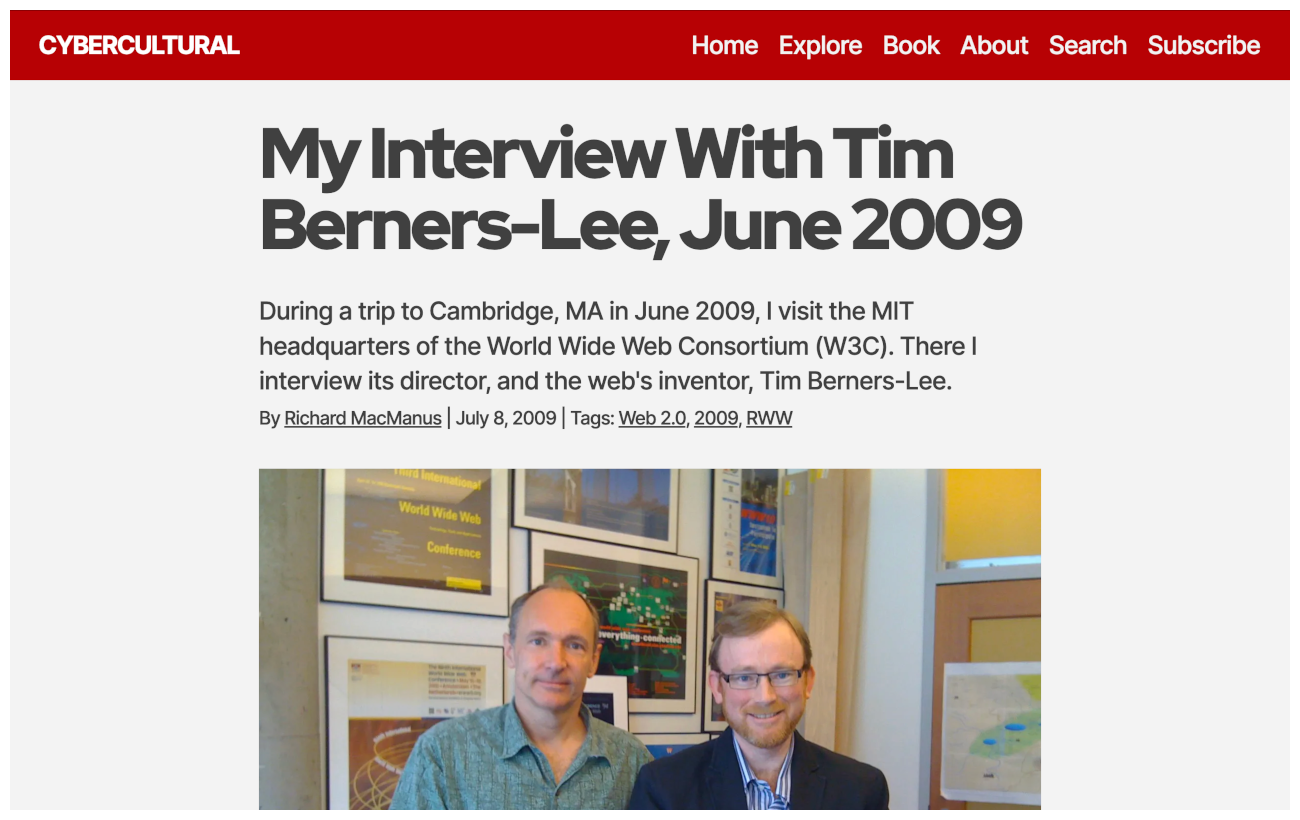 CYBERCULTURAL
Home Explore Book About Search Subscribe
My Interview With Tim
Berners-Lee, June 2009
During a trip to Cambridge, MA in June 2009, I visit the MIT
headquarters of the World Wide Web Consortium (W3C). There I
interview its director, and the web's inventor, Tim Berners-Lee.
By Richard MacManus | July 8, 2009 | Tags: Web 2.0, 2009, RWW
Third International
World Wide Web
Conference
everything·connected